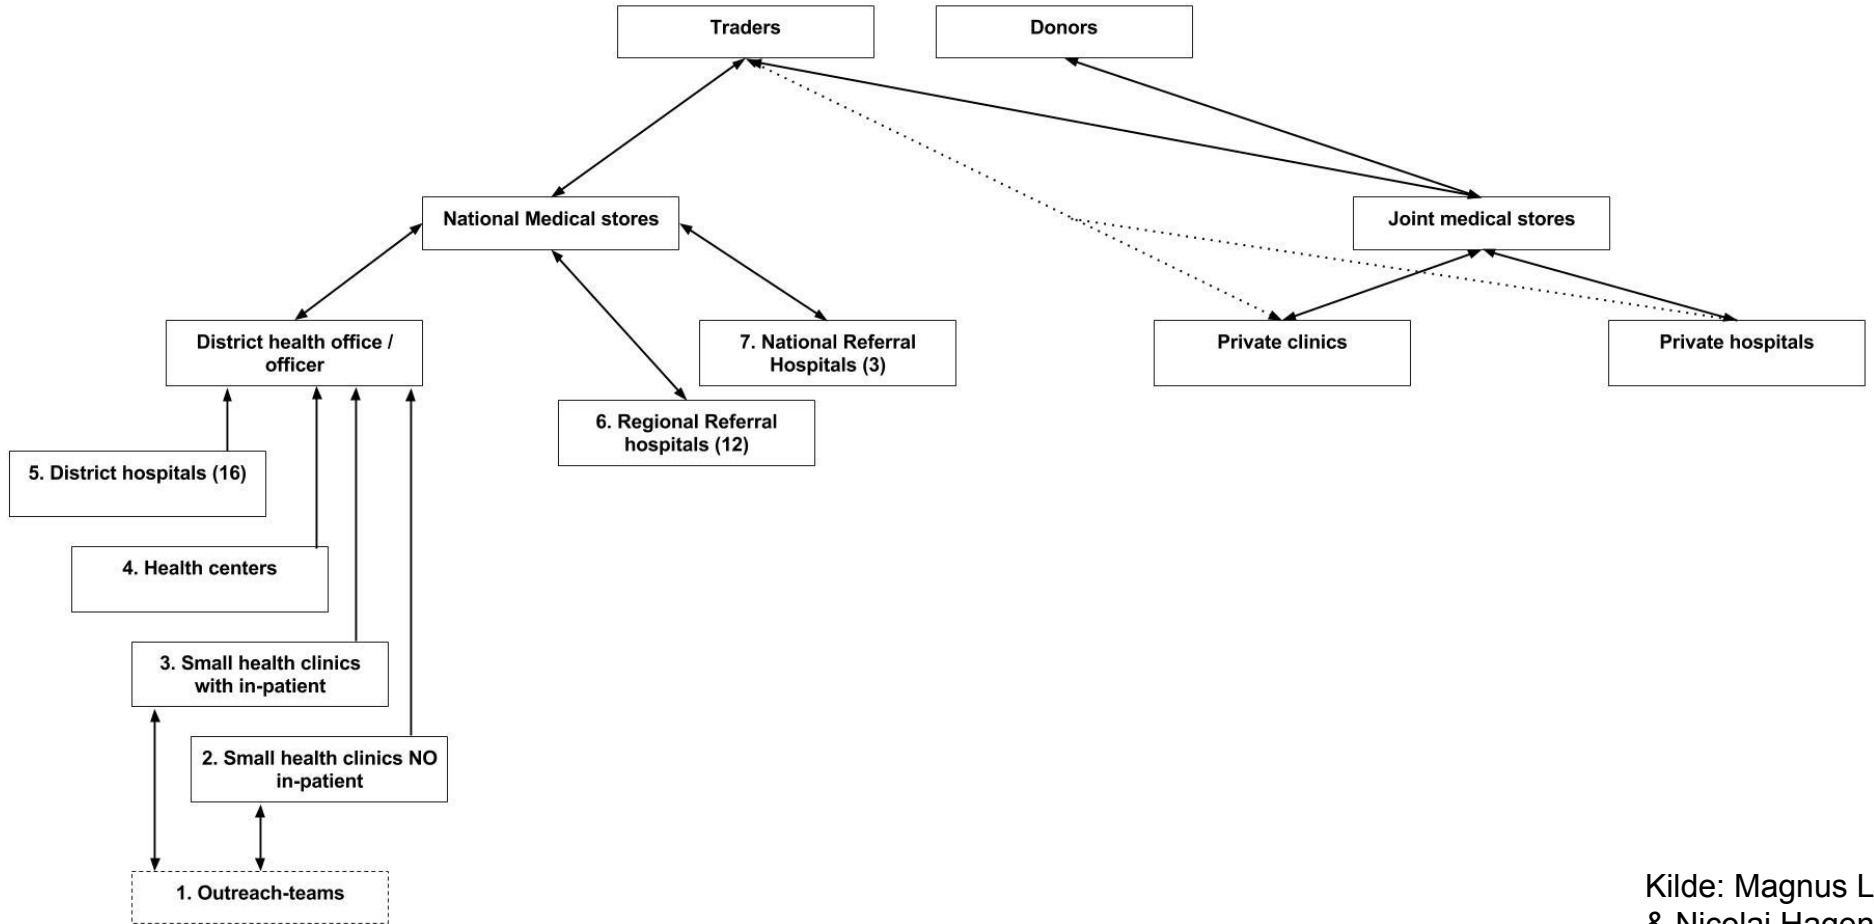 Traders
Donors
National Medical stores
Joint medical stores
District health office /
officer
7. National Referral
Hospitals (3)
Private clinics
Private hospitals
6. Regional Referral
hospitals (12)
5. District hospitals (16)
4. Health centers
3. Small health clinics
with in-patient
2. Small health clinics NO
in-patient
1. Outreach-teams
Kilde: Magnus L
& Nicolai